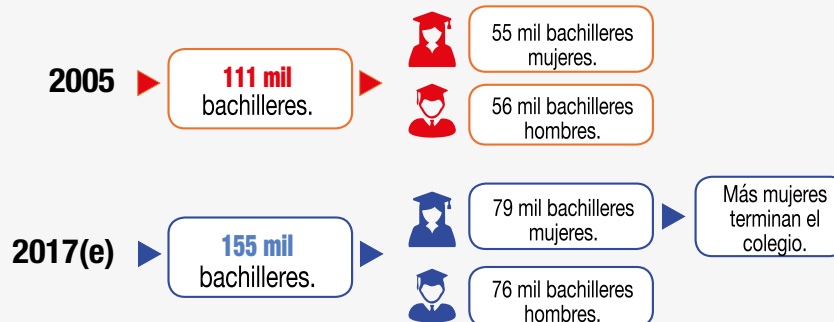 2005
111 mil
bachilleres.
55 mil bachilleres
mujeres.
56 mil bachilleres
hombres.
2017(e)
155 mil
bachilleres.
79 mil bachilleres
mujeres.
Más mujeres
terminan el
colegio.
76 mil bachilleres
hombres.